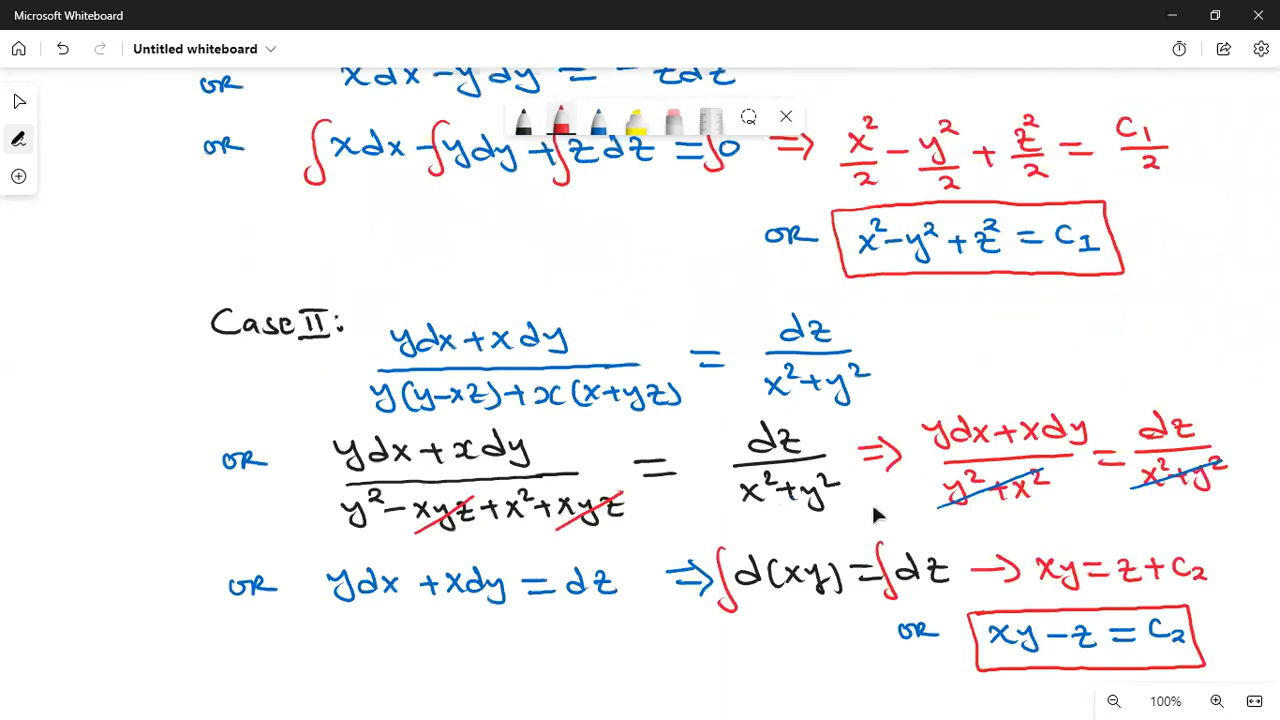 Microsoft Whiteboard
Untitled whiteboard
OR xdx - ydy = - zdz
OR ∫xdx - ∫ydy + ∫zdz = ∫0 ⇒ x²/2 - y²/2 + z²/2 = C₁/2
OR x² - y² + z² = C₁
Case II:
ydx + xdy / y(y-xz) + x(x+yz) = dz / x²+y²
OR ydx + xdy / y² - xyz + x² + xyz = dz / x²+y² ⇒ ydx + xdy / y²+x² = dz / x²+y²
OR ydx + xdy = dz ⇒ ∫d(xy) = ∫dz → xy = z + C₂
OR xy - z = C₂
100%